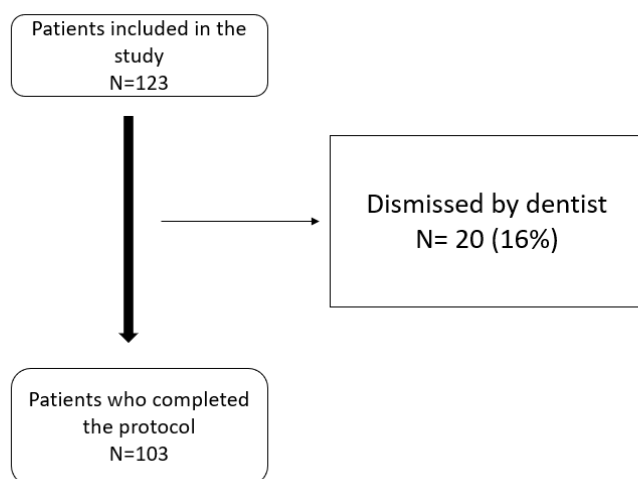 Patients included in the
study
N=123
Dismissed by dentist
N= 20 (16%)
Patients who completed
the protocol
N=103